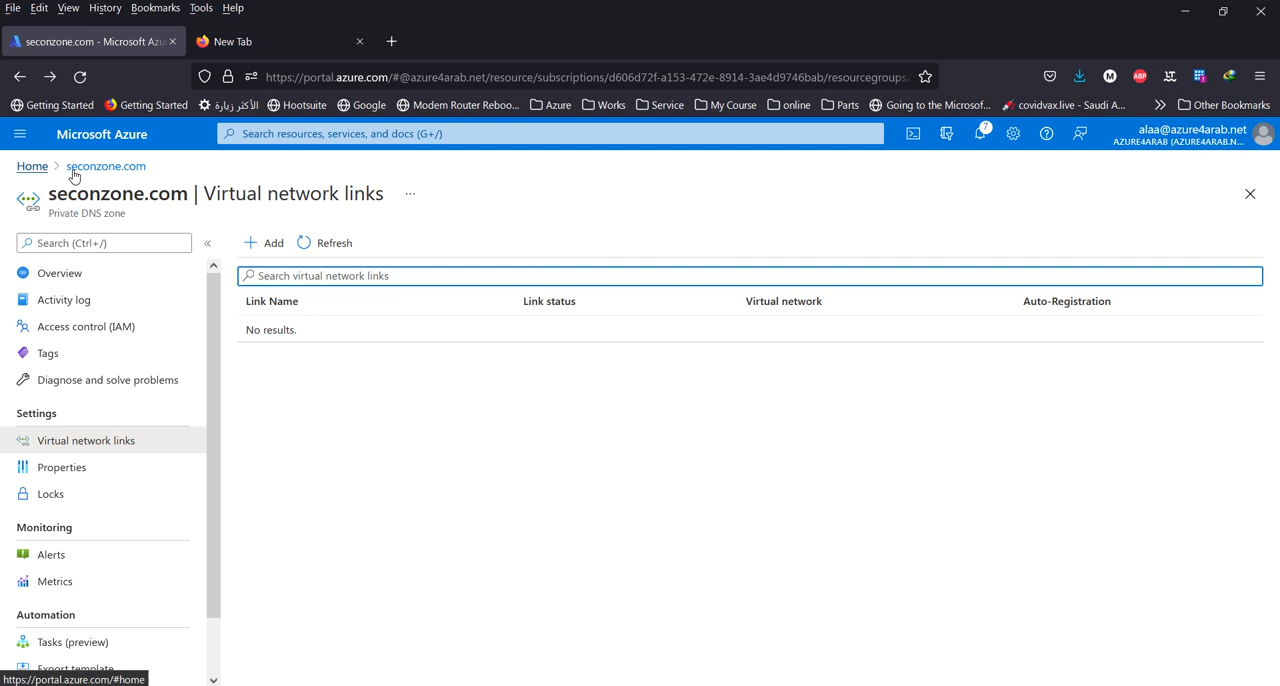 File Edit View History Bookmarks Tools Help
seconzone.com - Microsoft Azu
New Tab
https://portal.azure.com/#@azure4arab.net/resource/subscriptions/d606d72f-a153-472e-8914-3ae4d9746bab/resourcegroups/
Getting Started Getting Started الأكثر زيارة Hootsuite Google Modem Router Reboo... Azure Works Service My Course online Parts Going to the Microsof... covidvax.live - Saudi A... Other Bookmarks
Microsoft Azure
Search resources, services, and docs (G+/)
7
M
ABP
alaa@azure4arab.net
AZURE4ARAB (AZURE4ARAB.N...
Home > seconzone.com
seconzone.com | Virtual network links ...
Private DNS zone
Search (Ctrl+/) «
Add Refresh
Overview
Activity log
Access control (IAM)
Tags
Diagnose and solve problems
Settings
Virtual network links
Properties
Locks
Monitoring
Alerts
Metrics
Automation
Tasks (preview)
Export template
Search virtual network links
Link Name Link status Virtual network Auto-Registration
No results.
https://portal.azure.com/#home